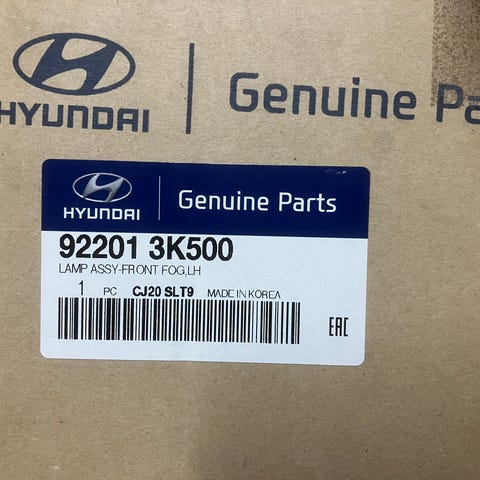 HYUNDAI
Genuine Pa
HYUNDAI
Genuine Parts
92201 3K500
LAMP ASSY-FRONT FOG,LH
1 PC CJ20 SLT9 MADE IN KOREA
EAC